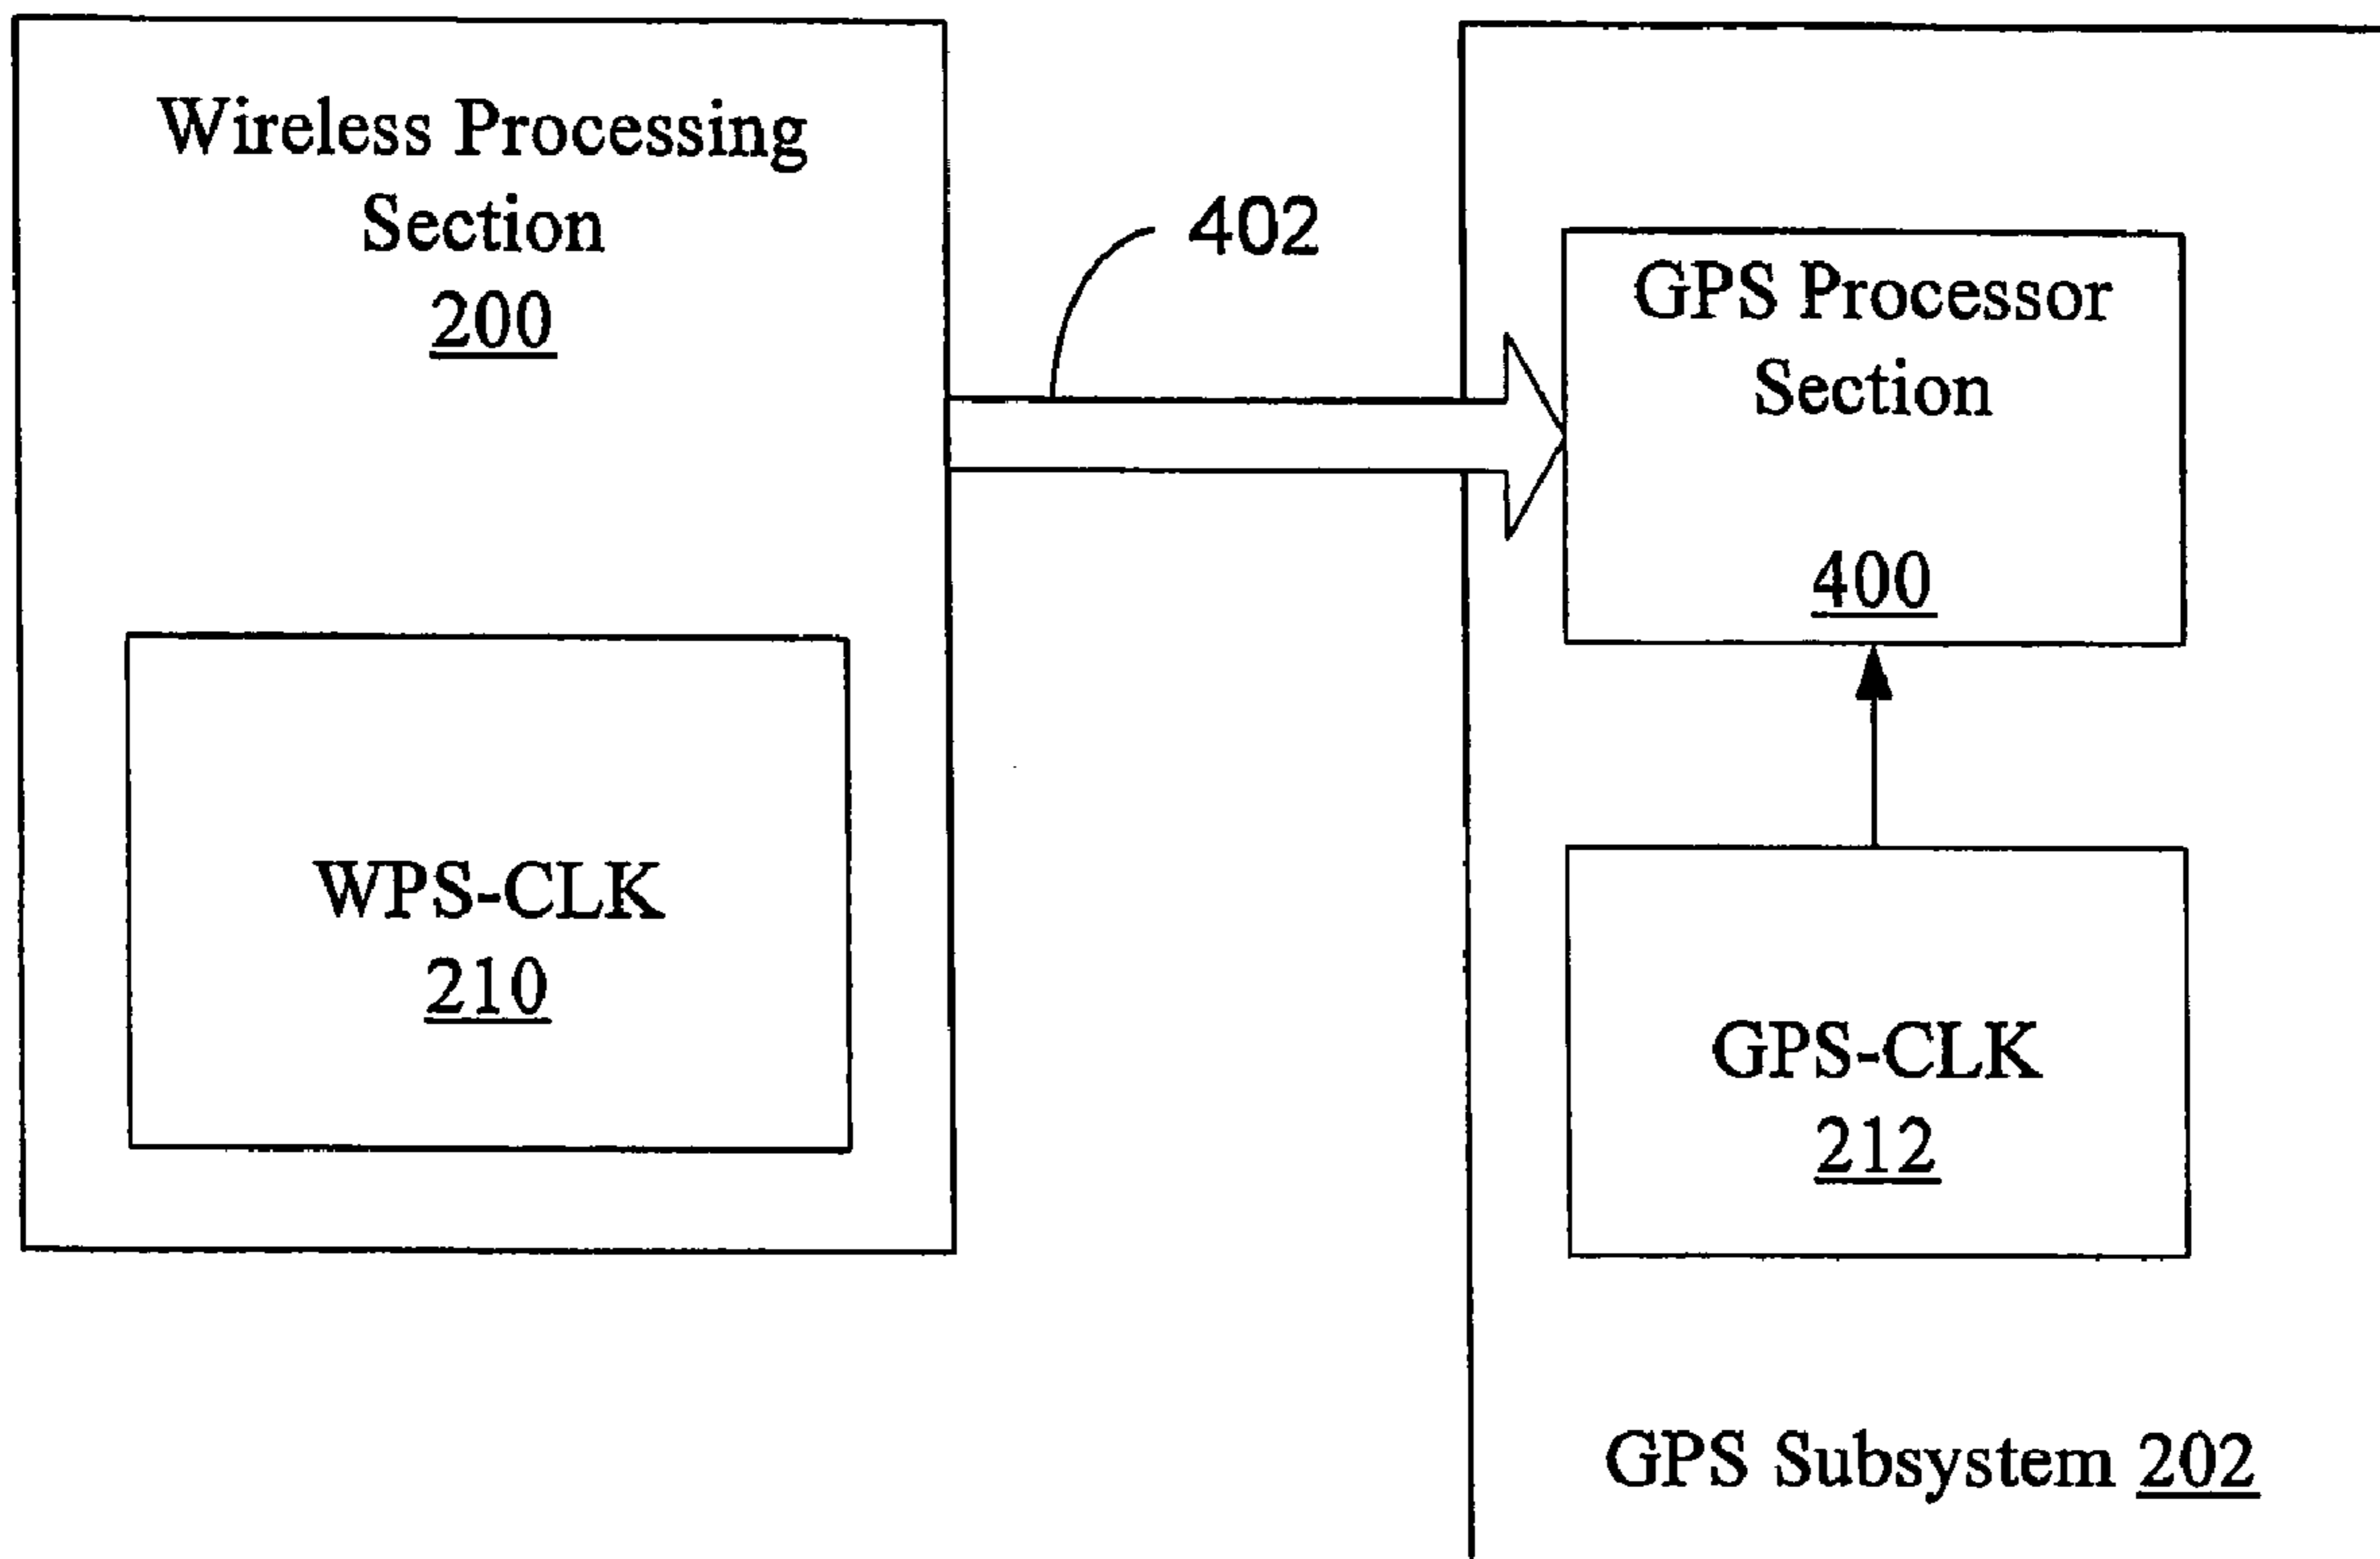 Wireless Processing
Section
200
402
GPS Processor
Section
400
WPS-CLK
210
GPS-CLK
212
GPS Subsystem 202